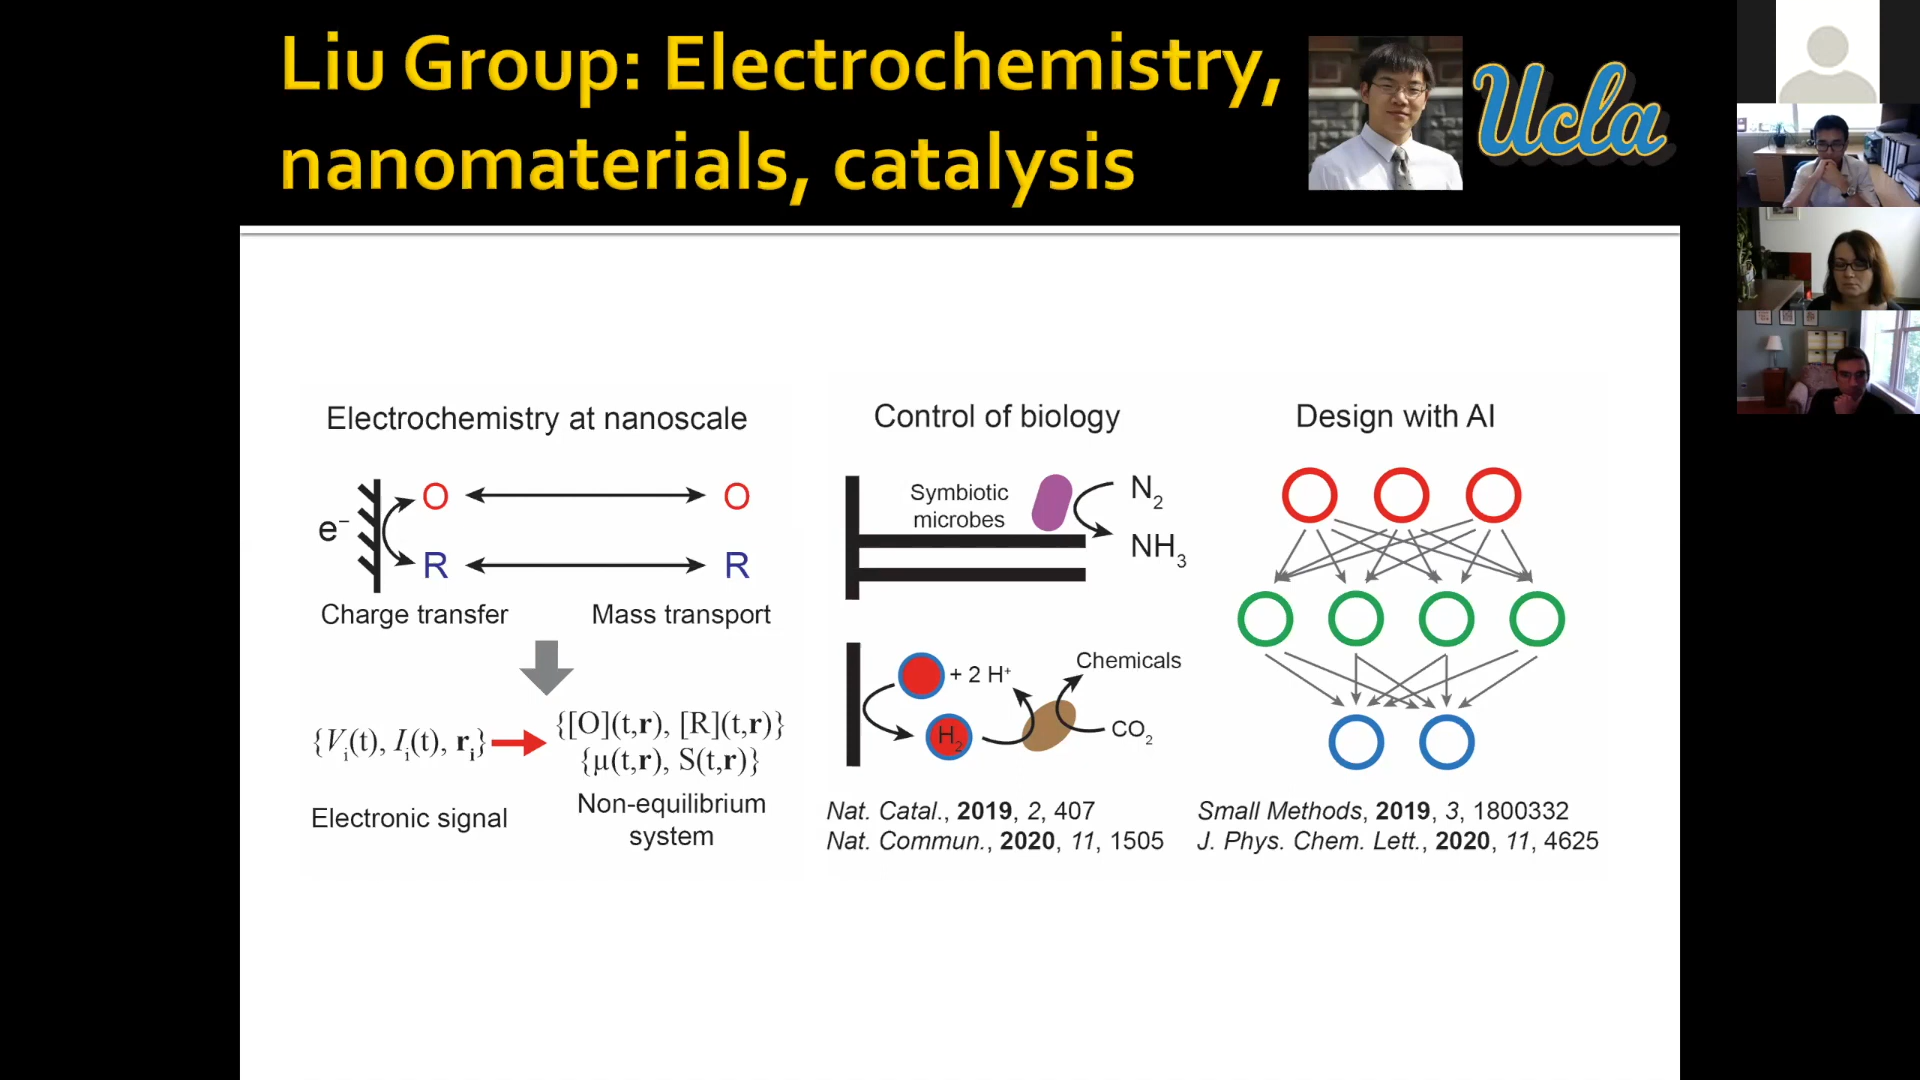 Liu Group: Electrochemistry,
nanomaterials, catalysis
Ucla
Electrochemistry at nanoscale
e⁻
O
O
R
R
Charge transfer
Mass transport
{Vᵢ(t), Iᵢ(t), rᵢ}
{[O](t,r), [R](t,r)}
{μ(t,r), S(t,r)}
Electronic signal
Non-equilibrium
system
Control of biology
Symbiotic
microbes
N₂
NH₃
+ 2 H⁺
H₂
Chemicals
CO₂
Nat. Catal., 2019, 2, 407
Nat. Commun., 2020, 11, 1505
Design with AI
Small Methods, 2019, 3, 1800332
J. Phys. Chem. Lett., 2020, 11, 4625